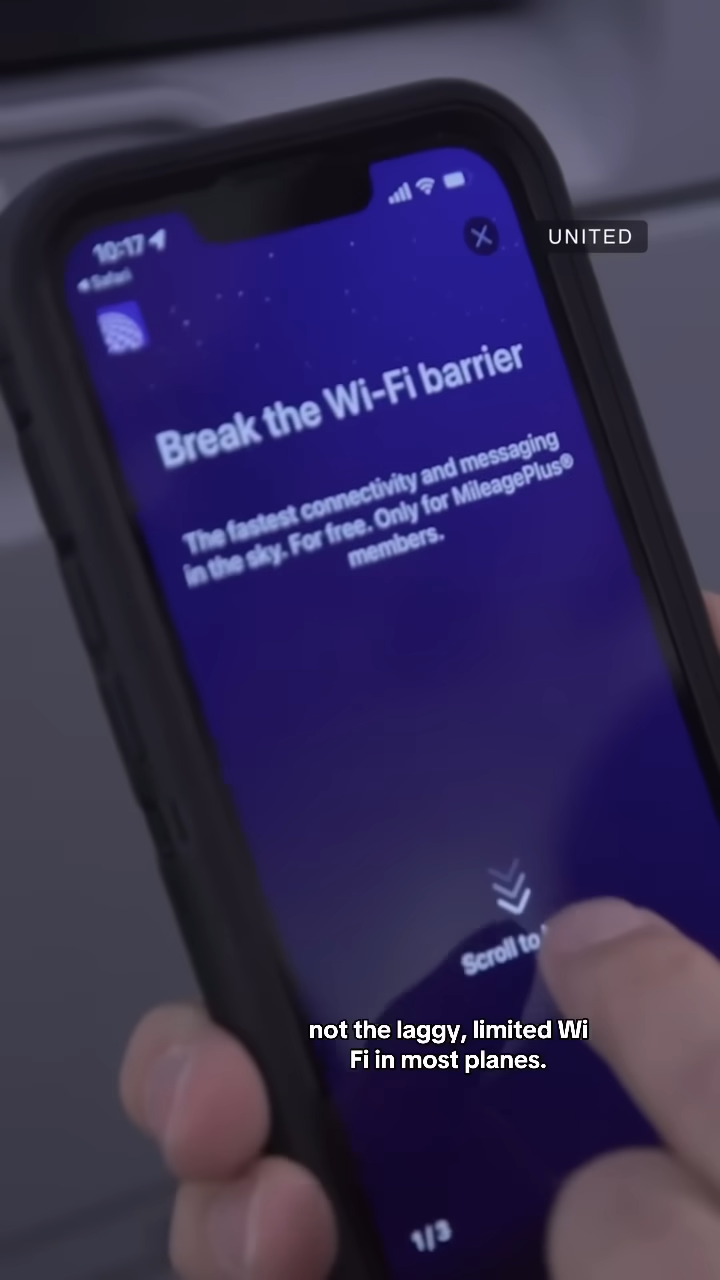 10:17
UNITED
Safari
Break the Wi-Fi barrier
The fastest connectivity and messaging
in the sky. For free. Only for MileagePlus®
members.
Scroll to
not the laggy, limited Wi
Fi in most planes.
1/3